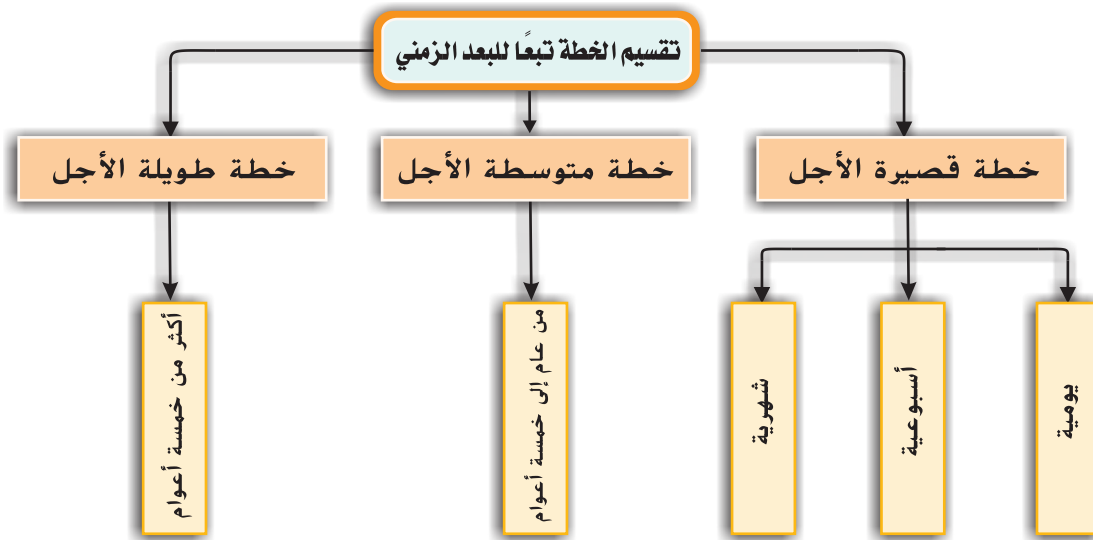 تقسيم الخطة تبعًا للبعد الزمني
خطة قصيرة الأجل
خطة متوسطة الأجل
خطة طويلة الأجل
يومية
أسبوعية
شهرية
من عام إلى خمسة أعوام
أكثر من خمسة أعوام